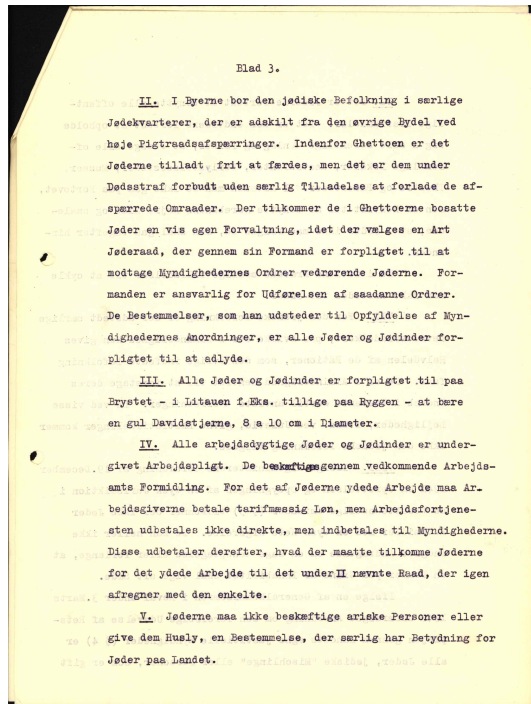 Blad 3.
II. I Byerne bor den jødiske Befolkning i særlige
Jødekvarterer, der er adskilt fra den øvrige Bydel ved
høje Pigtraadsafspærringer. Indenfor Ghettoen er det
Jøderne tilladt frit at færdes, men det er dem under
Dødsstraf forbudt uden særlig Tilladelse at forlade de af-
spærrede Omraader. Der tilkommer de i Ghettoerne bosatte
Jøder en vis egen Forvaltning, idet der vælges en Art
Jøderaad, der gennem sin Formand er forpligtet til at
modtage Myndighedernes Ordrer vedrørende Jøderne. For-
manden er ansvarlig for Udførelsen af saadanne Ordrer.
De Bestemmelser, som han udsteder til Opfyldelse af Myn-
dighedernes Anordninger, er alle Jøder og Jødinder for-
pligtet til at adlyde.
III. Alle Jøder og Jødinder er forpligtet til paa
Brystet - i Litauen f.Eks. tillige paa Ryggen - at bære
en gul Davidstjerne, 8 a 10 cm i Diameter.
IV. Alle arbejdsdygtige Jøder og Jødinder er under-
givet Arbejdspligt. De beskæftiges gennem vedkommende Arbejds-
amts Formidling. For det af Jøderne ydede Arbejde maa Ar-
bejdsgiverne betale tarifmæssig Løn, men Arbejdsfortjene-
sten udbetales ikke direkte, men indbetales til Myndighederne.
Disse udbetaler derefter, hvad der maatte tilkomme Jøderne
for det ydede Arbejde til det under II nævnte Raad, der igen
afregner med den enkelte.
V. Jøderne maa ikke beskæftige ariske Personer eller
give dem Husly, en Bestemmelse, der særlig har Betydning for
Jøder paa Landet.